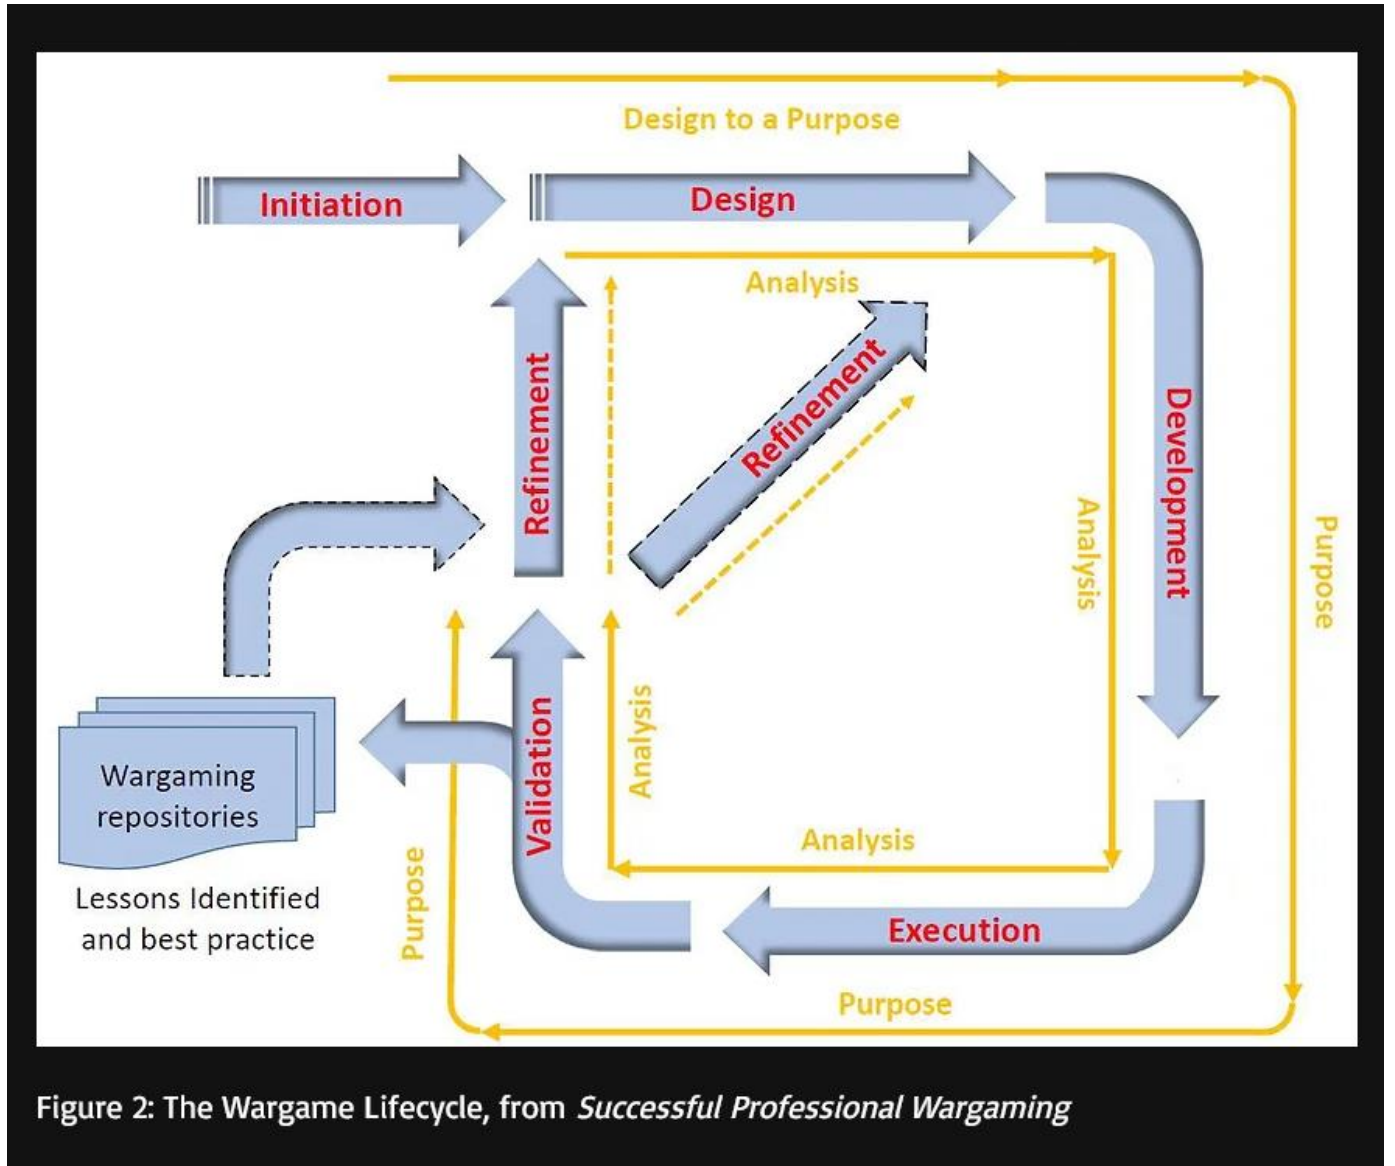 Design to a Purpose
Initiation
Design
Analysis
Refinement
Refinement
Development
Analysis
Purpose
Wargaming
repositories
Lessons Identified
and best practice
Validation
Analysis
Purpose
Analysis
Execution
Purpose
Figure 2: The Wargame Lifecycle, from Successful Professional Wargaming